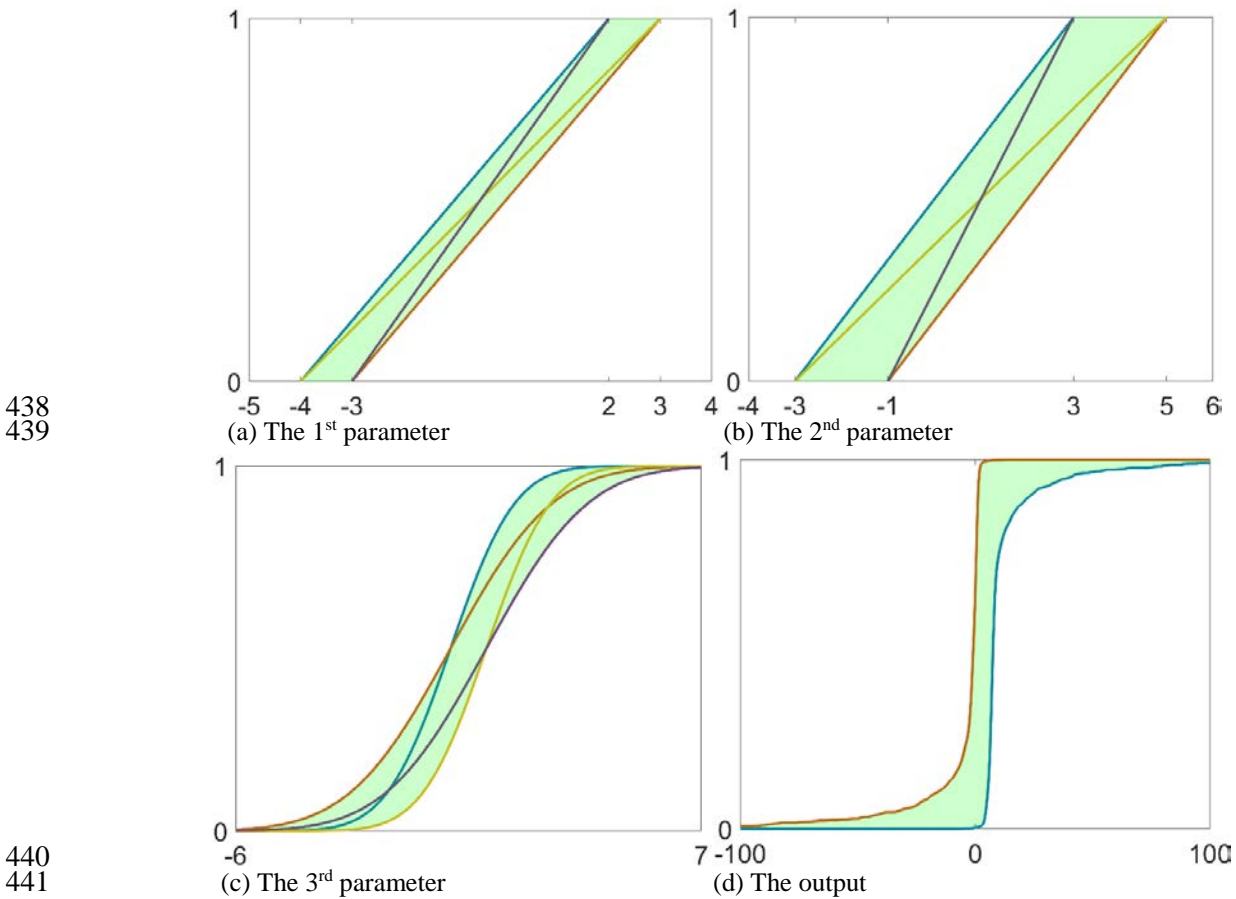 1
0
-5 -4 -3 2 3 4
1
0
-4 -3 -1 3 5 6
438
439 (a) The 1st parameter (b) The 2nd parameter
1
0
-6 7
1
0
-100 0 100
440
441 (c) The 3rd parameter (d) The output